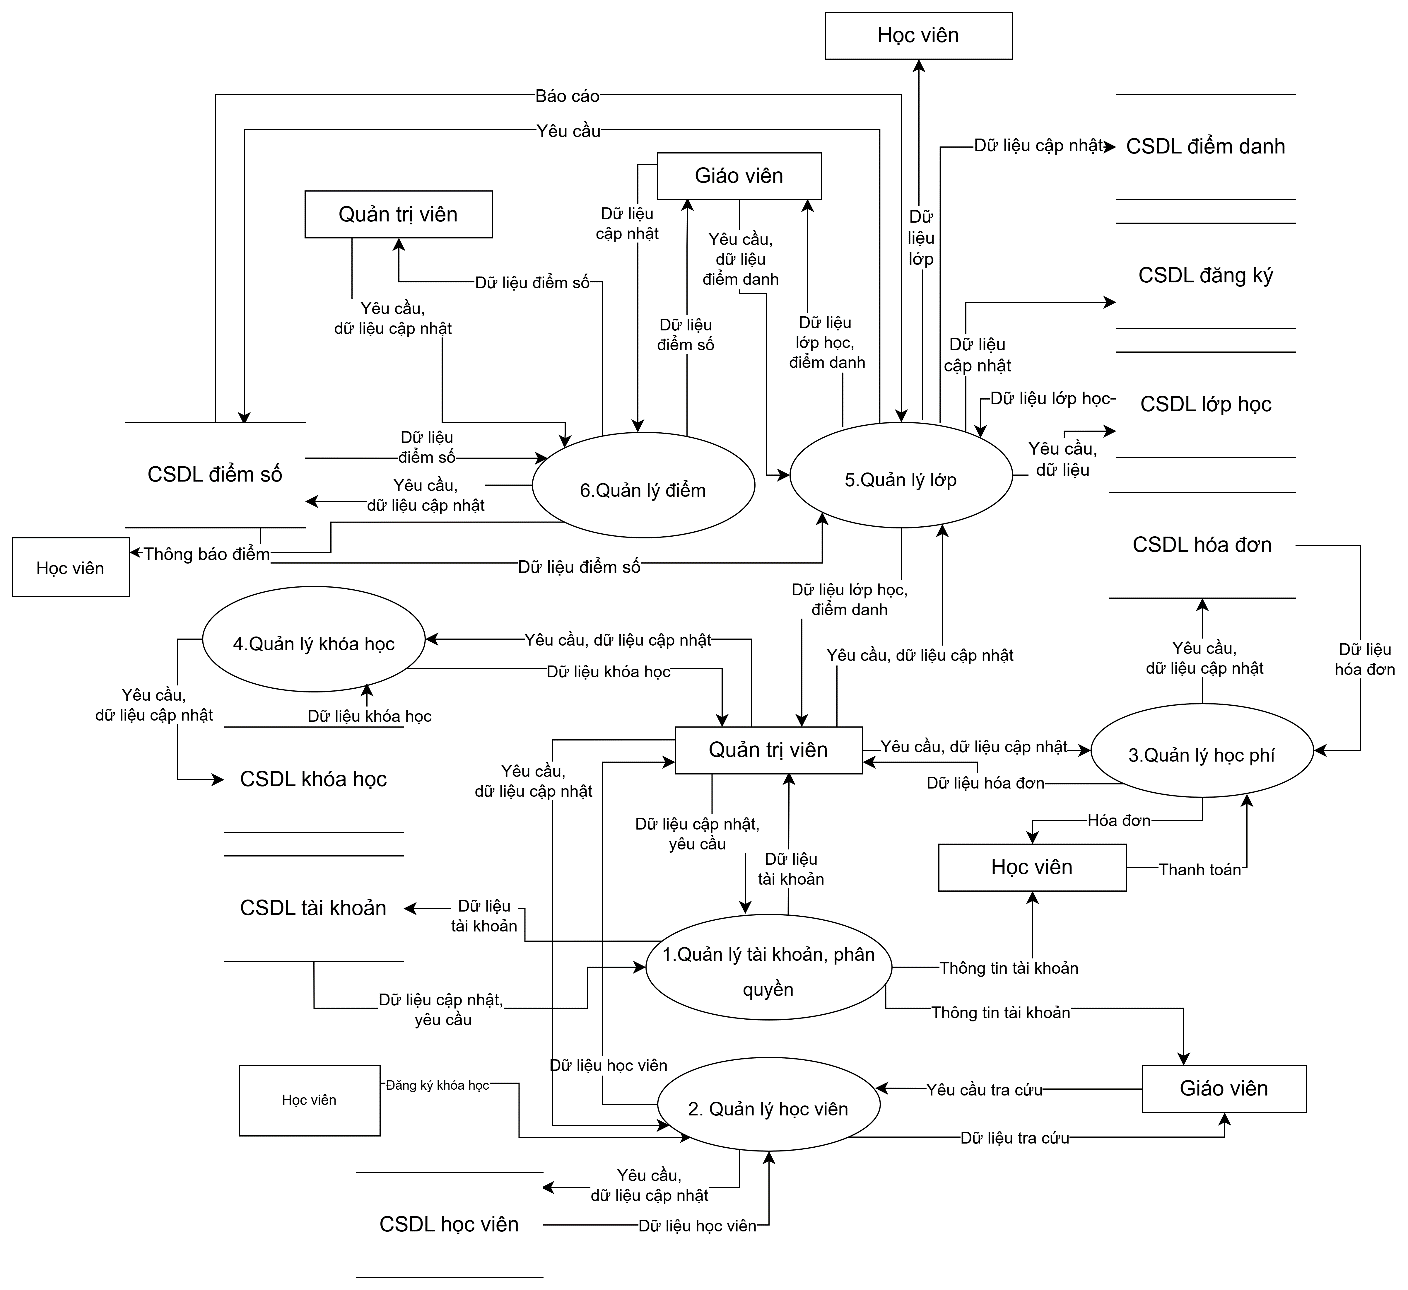 Học viên
Báo cáo
Yêu cầu
Dữ liệu cập nhật
CSDL điểm danh
Giáo viên
Quản trị viên
Dữ liệu
cập nhật
Yêu cầu,
dữ liệu
điểm danh
Dữ
liệu
lớp
CSDL đăng ký
Dữ liệu điểm số
Yêu cầu,
dữ liệu cập nhật
Dữ liệu
điểm số
Dữ liệu
lớp học,
điểm danh
Dữ liệu
cập nhật
Dữ liệu lớp học
CSDL lớp học
Dữ liệu
điểm số
Yêu cầu,
dữ liệu
CSDL điểm số
Yêu cầu,
dữ liệu cập nhật
6.Quản lý điểm
5.Quản lý lớp
Thông báo điểm
Học viên
Dữ liệu điểm số
CSDL hóa đơn
Dữ liệu lớp học,
điểm danh
4.Quản lý khóa học
Yêu cầu, dữ liệu cập nhật
Yêu cầu, dữ liệu cập nhật
Yêu cầu,
dữ liệu cập nhật
Dữ liệu
hóa đơn
Dữ liệu khóa học
Yêu cầu,
dữ liệu cập nhật
Dữ liệu khóa học
CSDL khóa học
Quản trị viên
Yêu cầu, dữ liệu cập nhật
3.Quản lý học phí
Yêu cầu,
dữ liệu cập nhật
Dữ liệu hóa đơn
Dữ liệu cập nhật,
yêu cầu
Hóa đơn
Dữ liệu
tài khoản
Học viên
Thanh toán
CSDL tài khoản
Dữ liệu
tài khoản
1.Quản lý tài khoản, phân
quyền
Thông tin tài khoản
Dữ liệu cập nhật,
yêu cầu
Thông tin tài khoản
Dữ liệu học viên
Đăng ký khóa học
Học viên
2. Quản lý học viên
Yêu cầu tra cứu
Giáo viên
Dữ liệu tra cứu
Yêu cầu,
dữ liệu cập nhật
CSDL học viên
Dữ liệu học viên